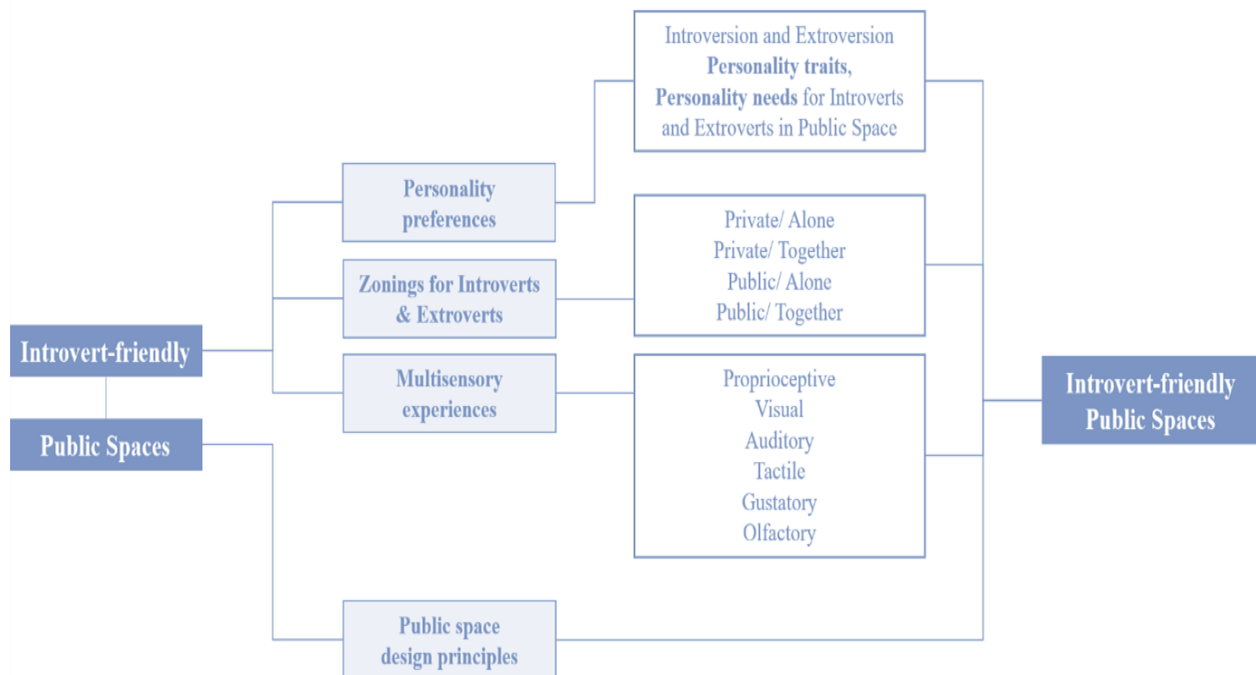 Introvert-friendly
Public Spaces
Personality
preferences
Zonings for Introverts
& Extroverts
Multisensory
experiences
Public space
design principles
Introversion and Extroversion
Personality traits,
Personality needs for Introverts
and Extroverts in Public Space
Private/ Alone
Private/ Together
Public/ Alone
Public/ Together
Proprioceptive
Visual
Auditory
Tactile
Gustatory
Olfactory
Introvert-friendly
Public Spaces